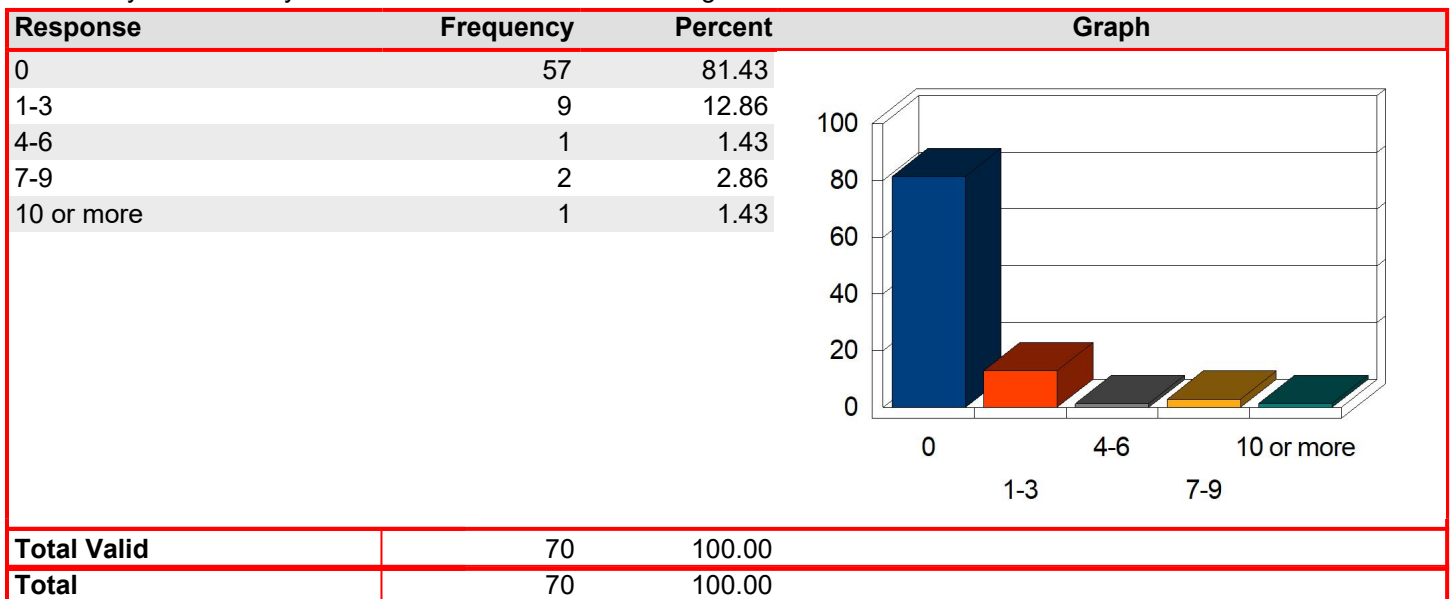 Response Frequency Percent Graph
0 57 81.43
1-3 9 12.86
4-6 1 1.43
7-9 2 2.86
10 or more 1 1.43
100
80
60
40
20
0
0 4-6 10 or more
1-3 7-9
Total Valid 70 100.00
Total 70 100.00